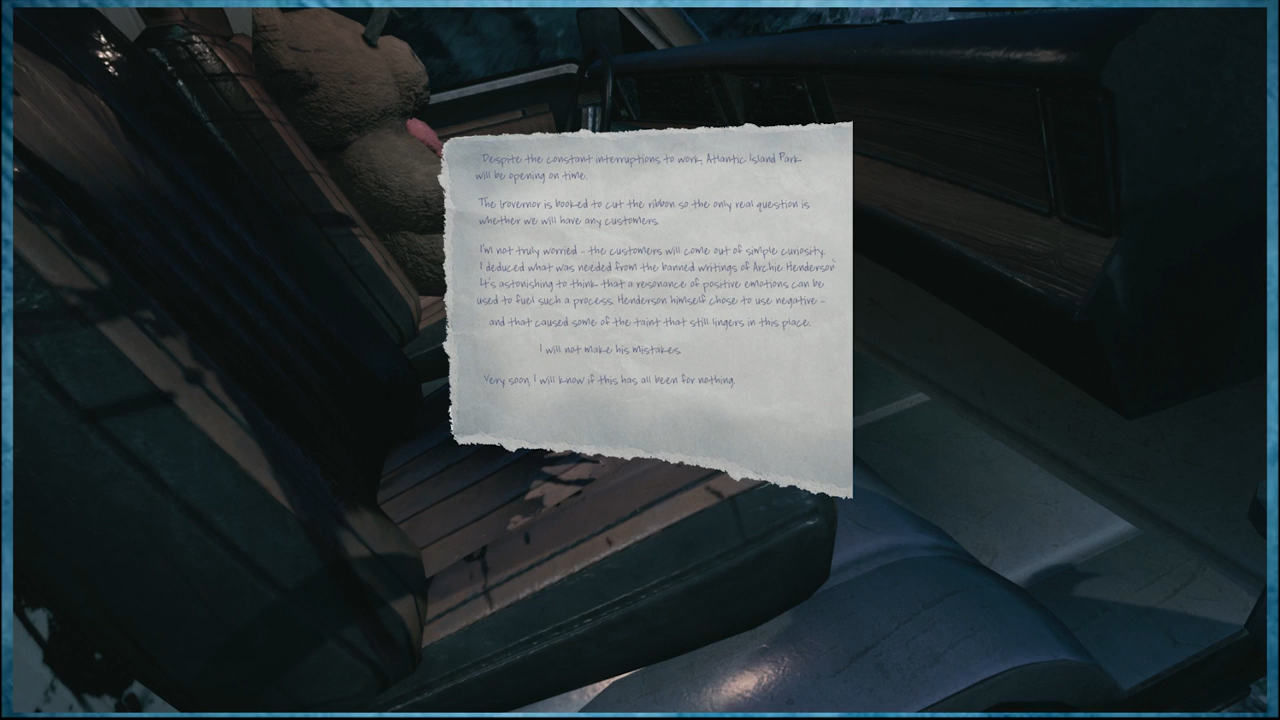 Despite the constant interruptions to work, Atlantic Island Park
will be opening on time.
The Governor is booked to cut the ribbon so the only real question is
whether we will have any customers.
I'm not truly worried - the customers will come out of simple curiosity.
I deduced what was needed from the banned writings of Archie Henderson.
It's astonishing to think that a resonance of positive emotions can be
used to fuel such a process. Henderson himself chose to use negative -
and that caused some of the taint that still lingers in this place.
I will not make his mistakes.
Very soon, I will know if this has all been for nothing.